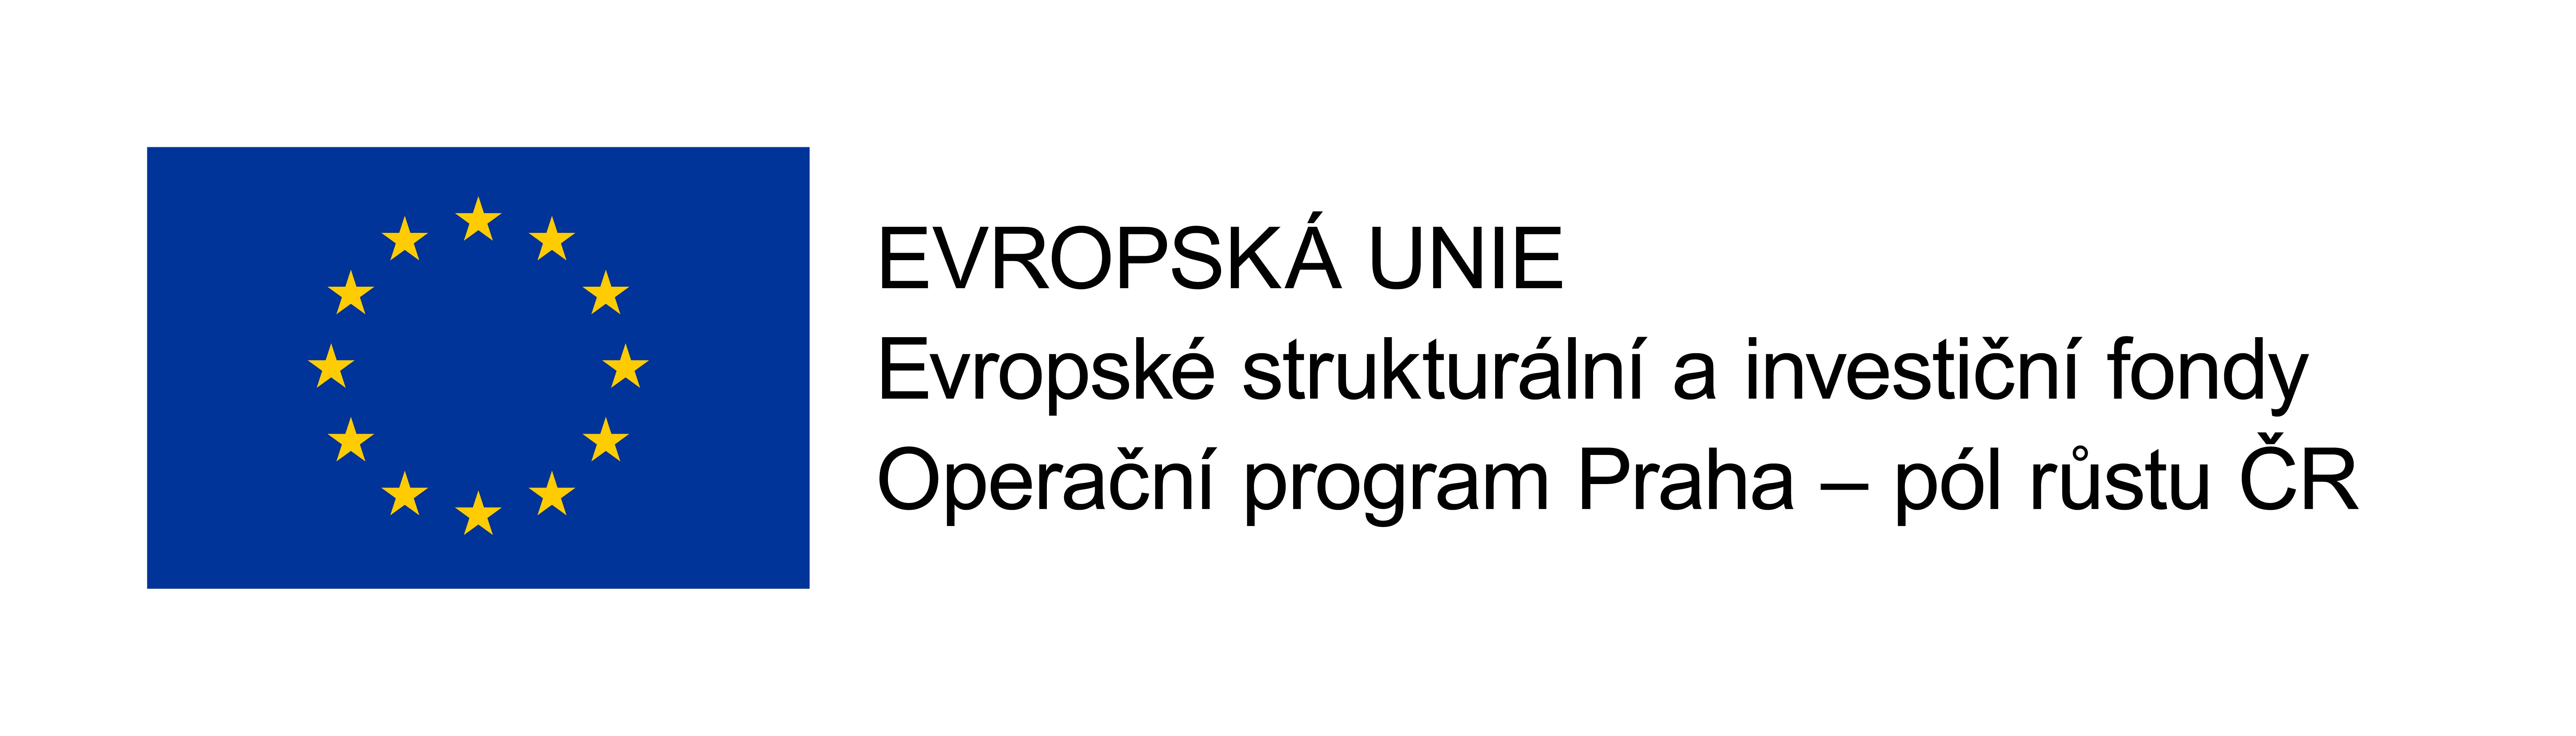 EVROPSKÁ UNIE
Evropské strukturální a investiční fondy
Operační program Praha – pól růstu ČR